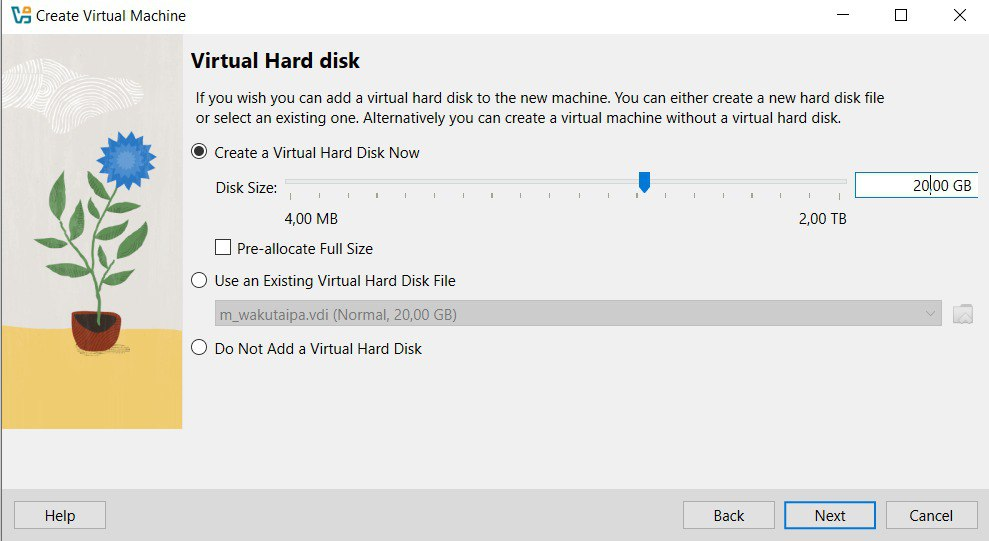 Create Virtual Machine
Virtual Hard disk
If you wish you can add a virtual hard disk to the new machine. You can either create a new hard disk file
or select an existing one. Alternatively you can create a virtual machine without a virtual hard disk.
Create a Virtual Hard Disk Now
Disk Size:
20,00 GB
4,00 MB
2,00 TB
Pre-allocate Full Size
Use an Existing Virtual Hard Disk File
m_wakutaipa.vdi (Normal, 20,00 GB)
Do Not Add a Virtual Hard Disk
Help
Back
Next
Cancel